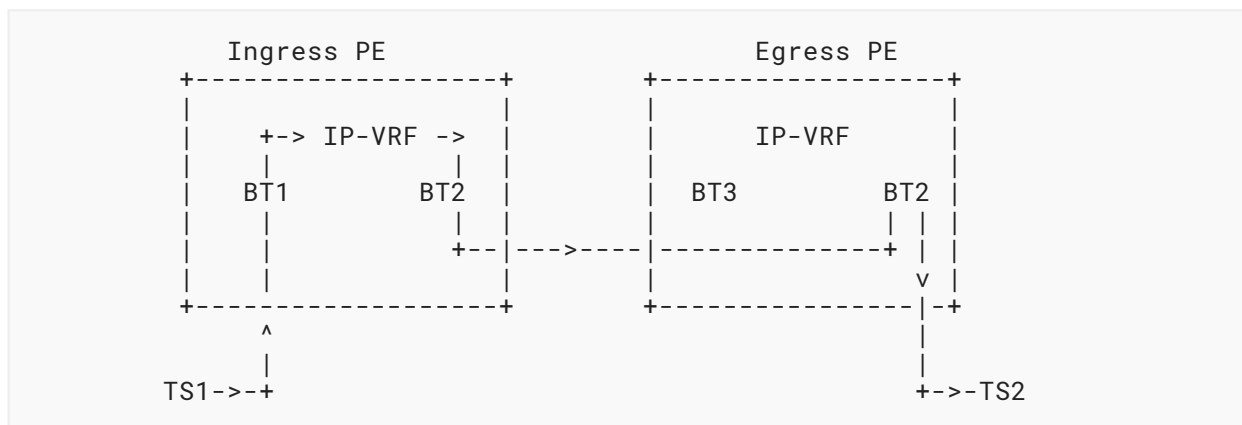 Ingress PE Egress PE
+-> IP-VRF -> IP-VRF
BT1 BT2 BT3 BT2
TS1->-+ +->-TS2